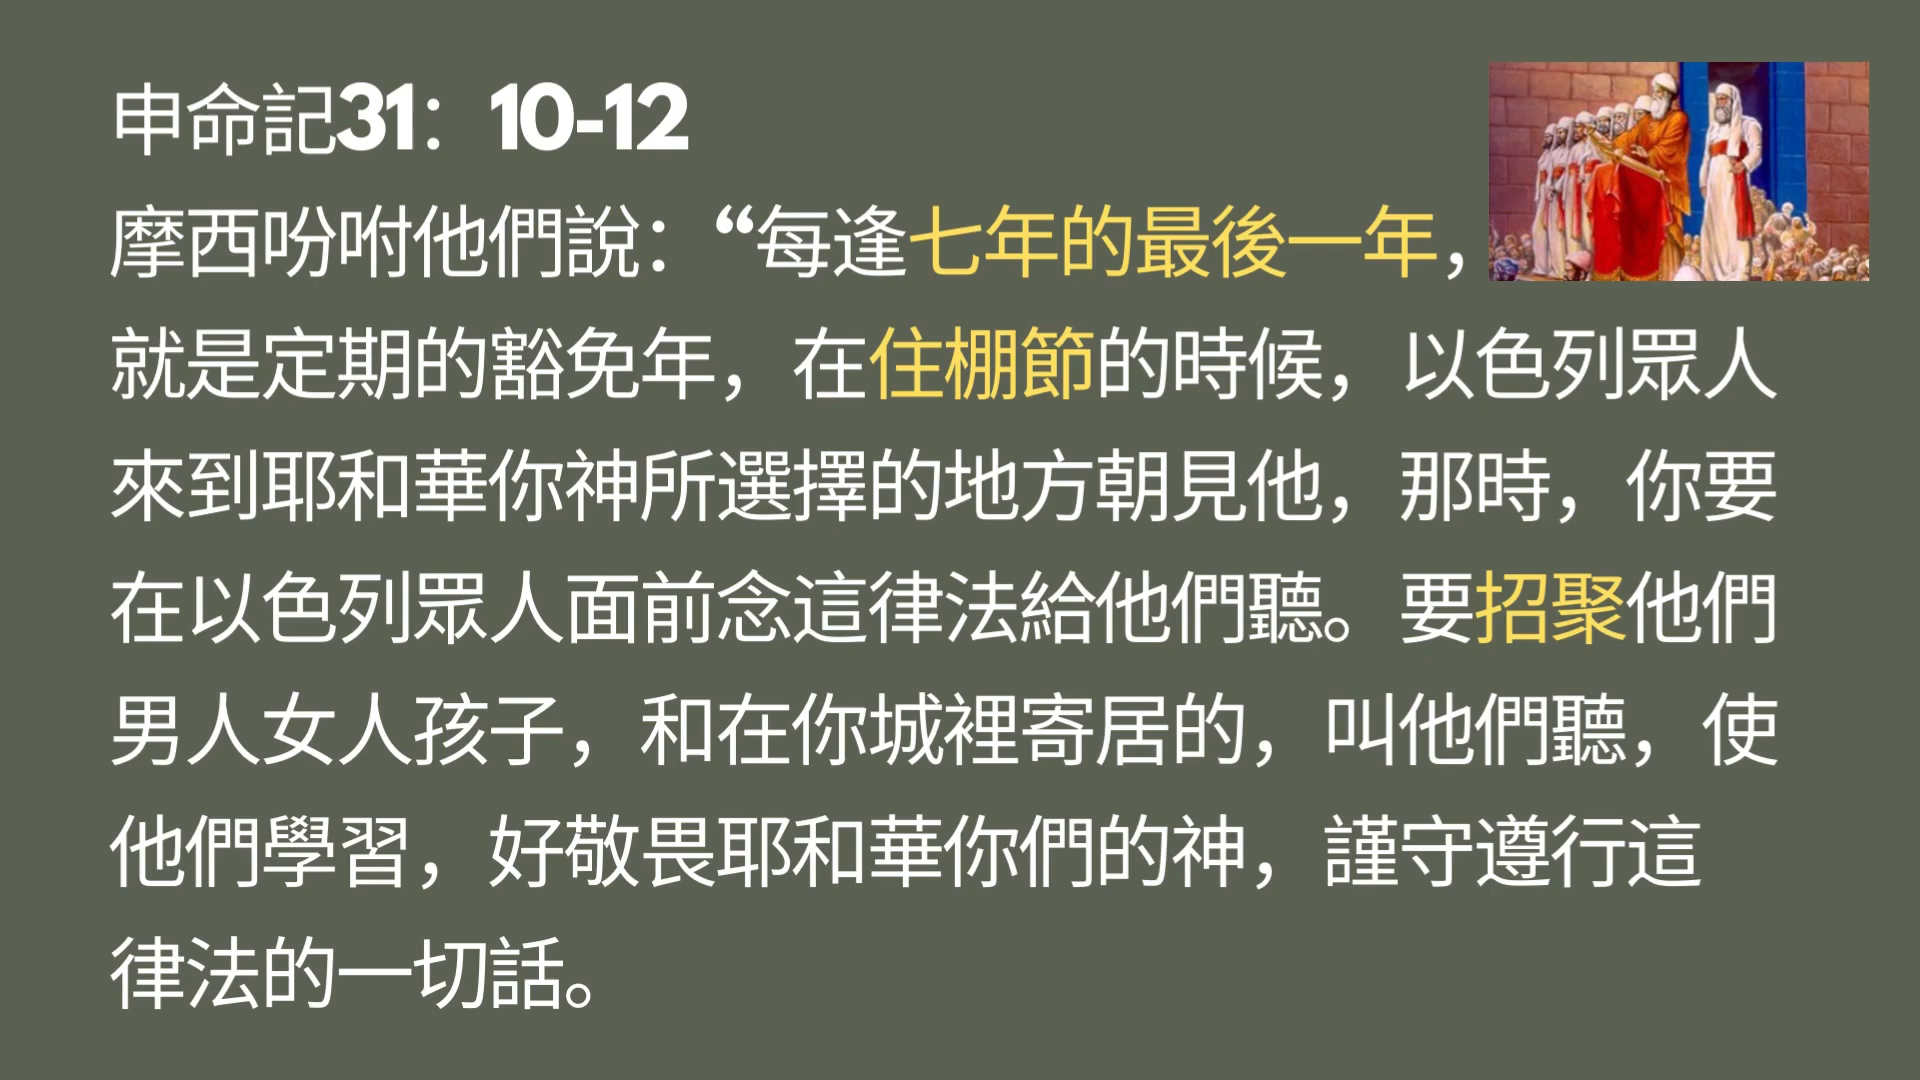 申命記31：10-12
摩西吩咐他們說：“每逢七年的最後一年，
就是定期的豁免年，在住棚節的時候，以色列眾人
來到耶和華你神所選擇的地方朝見他，那時，你要
在以色列眾人面前念這律法給他們聽。要招聚他們
男人女人孩子，和在你城裡寄居的，叫他們聽，使
他們學習，好敬畏耶和華你們的神，謹守遵行這
律法的一切話。